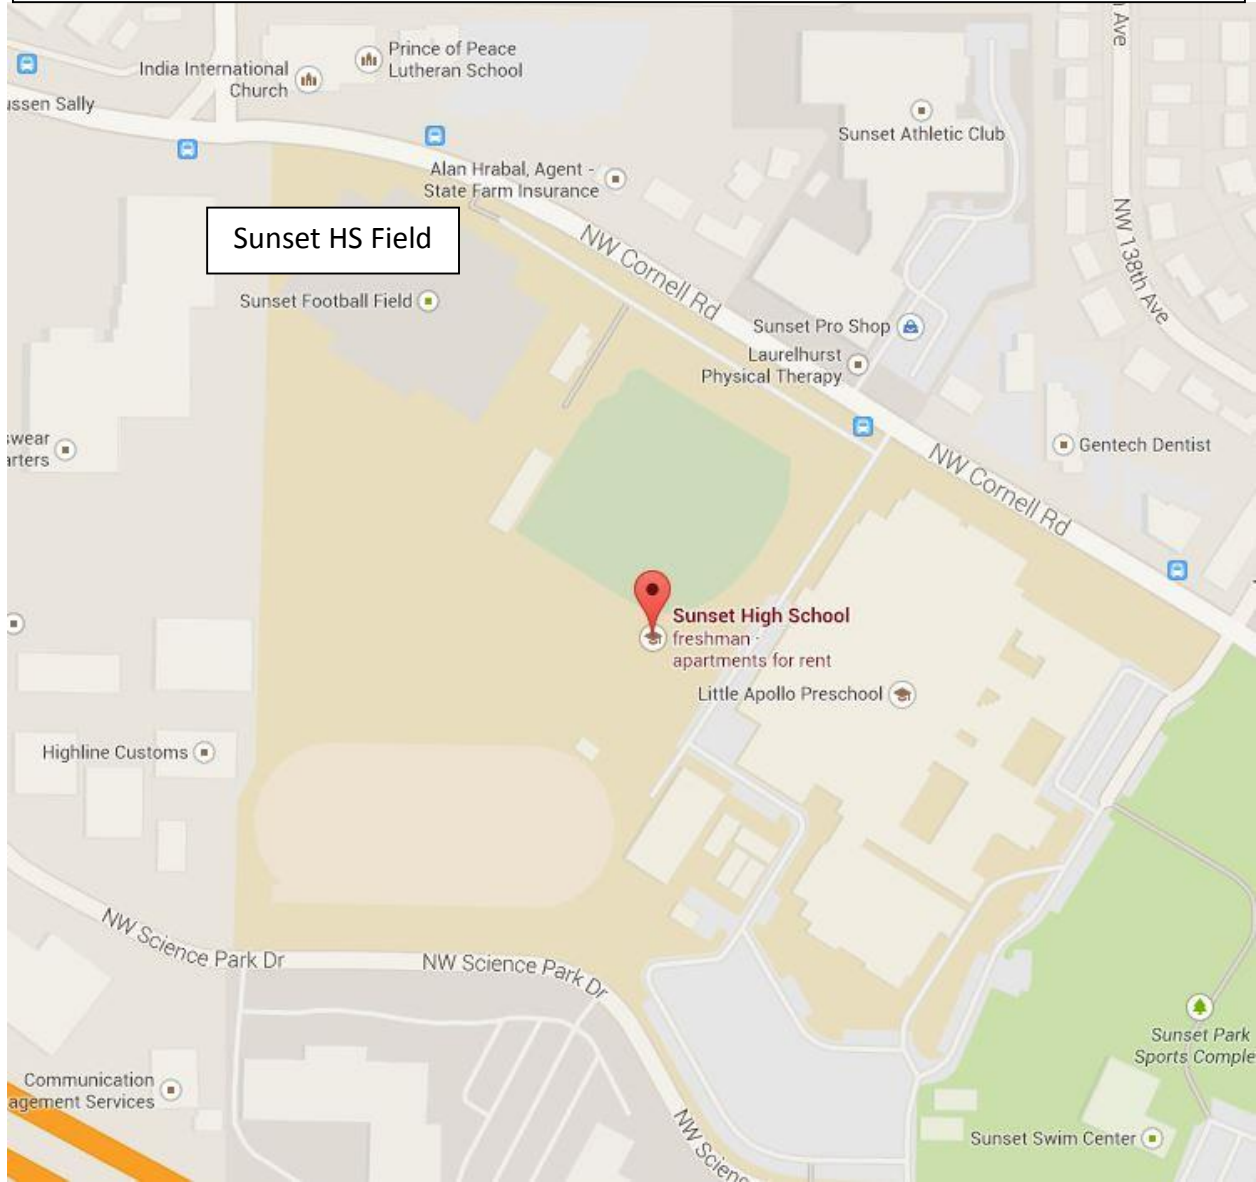 Prince of Peace
Lutheran School
India International
Church
ussen Sally
Ave
Sunset Athletic Club
Alan Hrabal, Agent -
State Farm Insurance
Sunset HS Field
NW Cornell Rd
NW 138th Ave
Sunset Football Field
Sunset Pro Shop
Laurelhurst
Physical Therapy
swear
arters
Gentech Dentist
NW Cornell Rd
Sunset High School
freshman -
apartments for rent
Little Apollo Preschool
Highline Customs
NW Science Park Dr
NW Science Park Dr
Sunset Park
Sports Comple
Communication
agement Services
Sunset Swim Center
NW Scienc